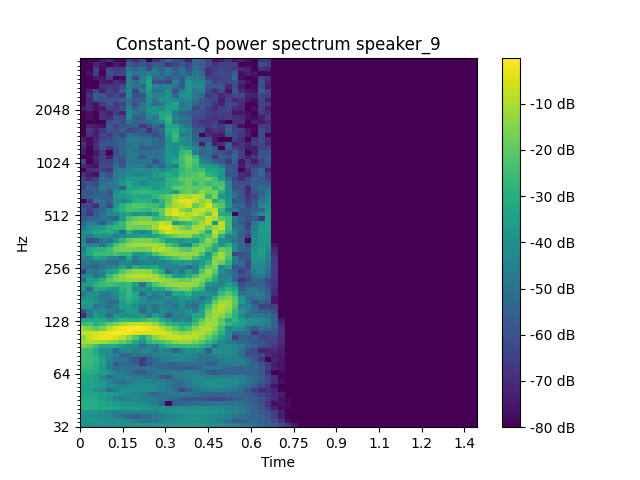 Constant-Q power spectrum speaker_9
Hz
2048
1024
512
256
128
64
32
0 0.15 0.3 0.45 0.6 0.75 0.9 1.1 1.2 1.4
Time
-10 dB
-20 dB
-30 dB
-40 dB
-50 dB
-60 dB
-70 dB
-80 dB